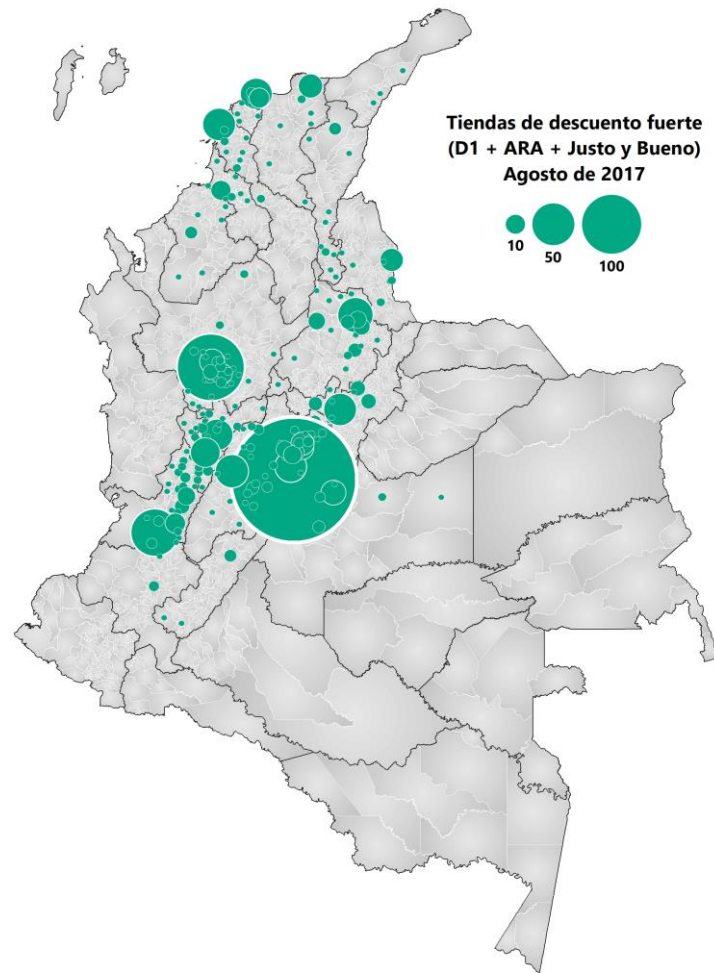 Tiendas de descuento fuerte
(D1 + ARA + Justo y Bueno)
Agosto de 2017
10
50
100